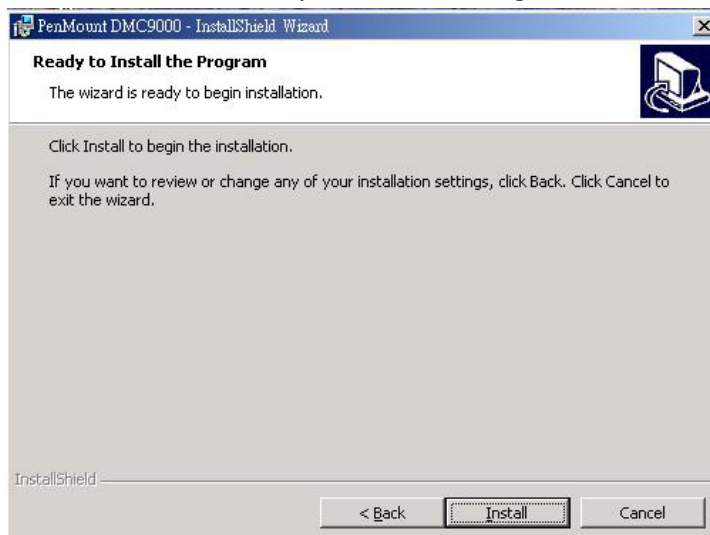 PenMount DMC9000 - InstallShield Wizard
Ready to Install the Program
The wizard is ready to begin installation.
Click Install to begin the installation.
If you want to review or change any of your installation settings, click Back. Click Cancel to
exit the wizard.
InstallShield
< Back
Install
Cancel